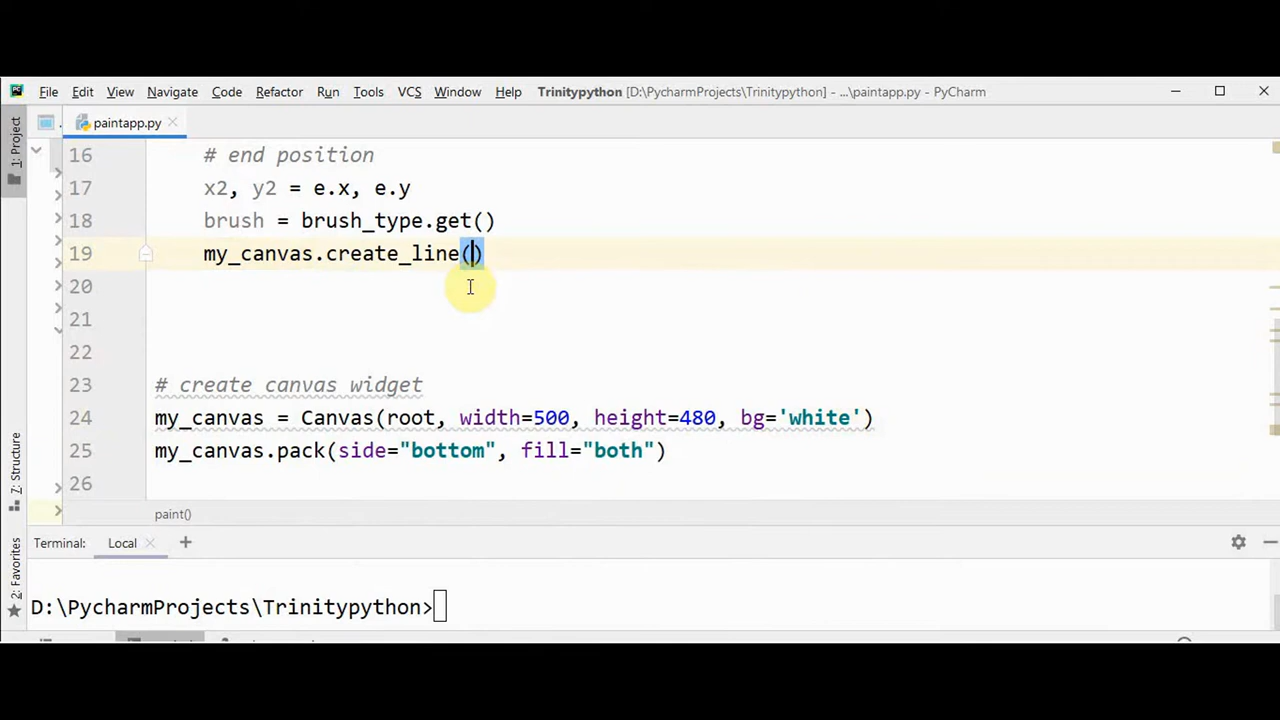 File Edit View Navigate Code Refactor Run Tools VCS Window Help Trinitypython [D:\PycharmProjects\Trinitypython] - ...\paintapp.py - PyCharm
1: Project
paintapp.py
16 # end position
17 x2, y2 = e.x, e.y
18 brush = brush_type.get()
19 my_canvas.create_line()
20
21
22
23 # create canvas widget
24 my_canvas = Canvas(root, width=500, height=480, bg='white')
25 my_canvas.pack(side="bottom", fill="both")
26
paint()
Z: Structure
2: Favorites
Terminal: Local +
D:\PycharmProjects\Trinitypython>